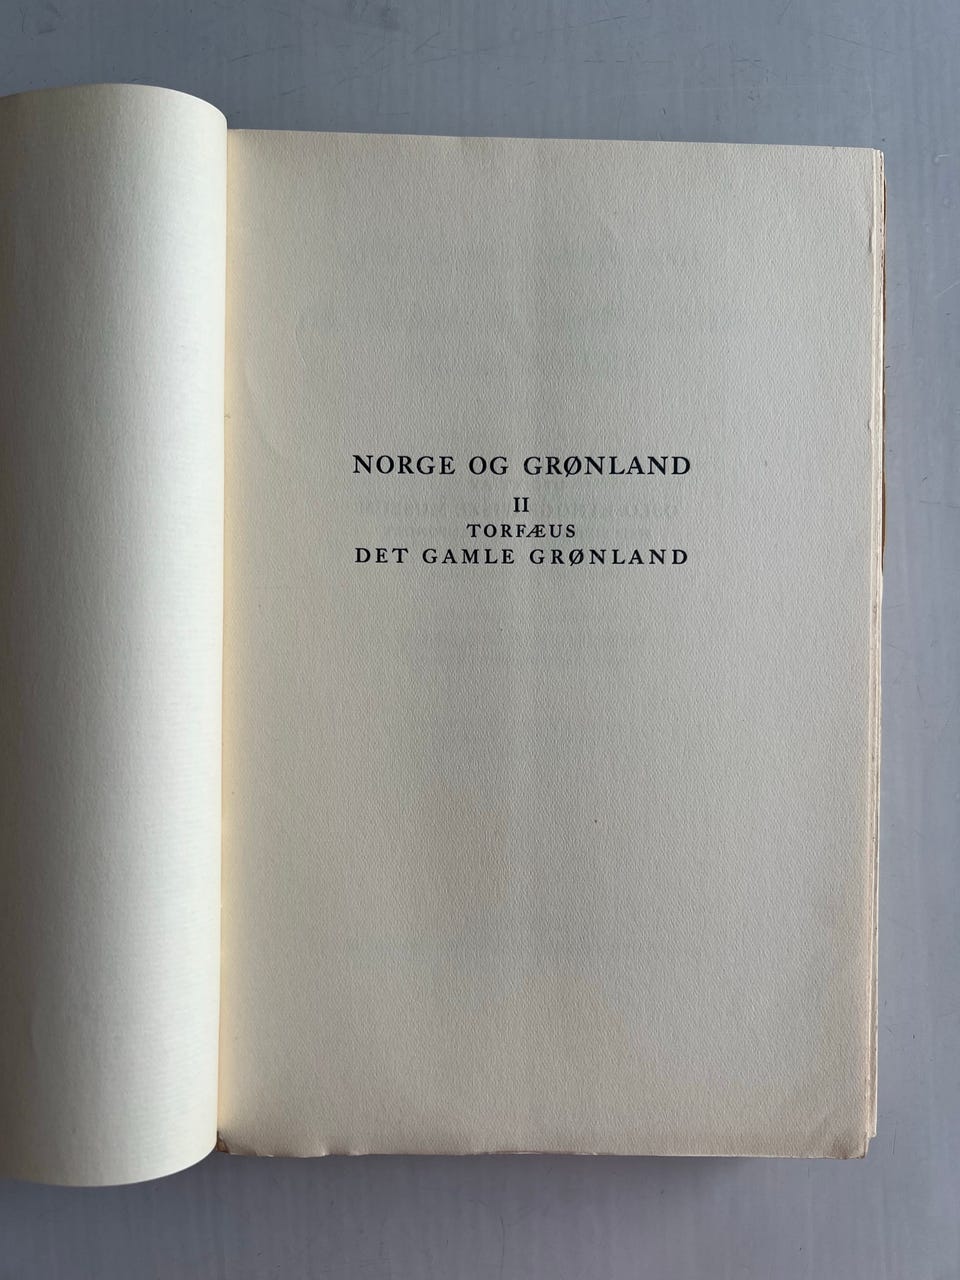 NORGE OG GRØNLAND
II
TORFÆUS
DET GAMLE GRØNLAND